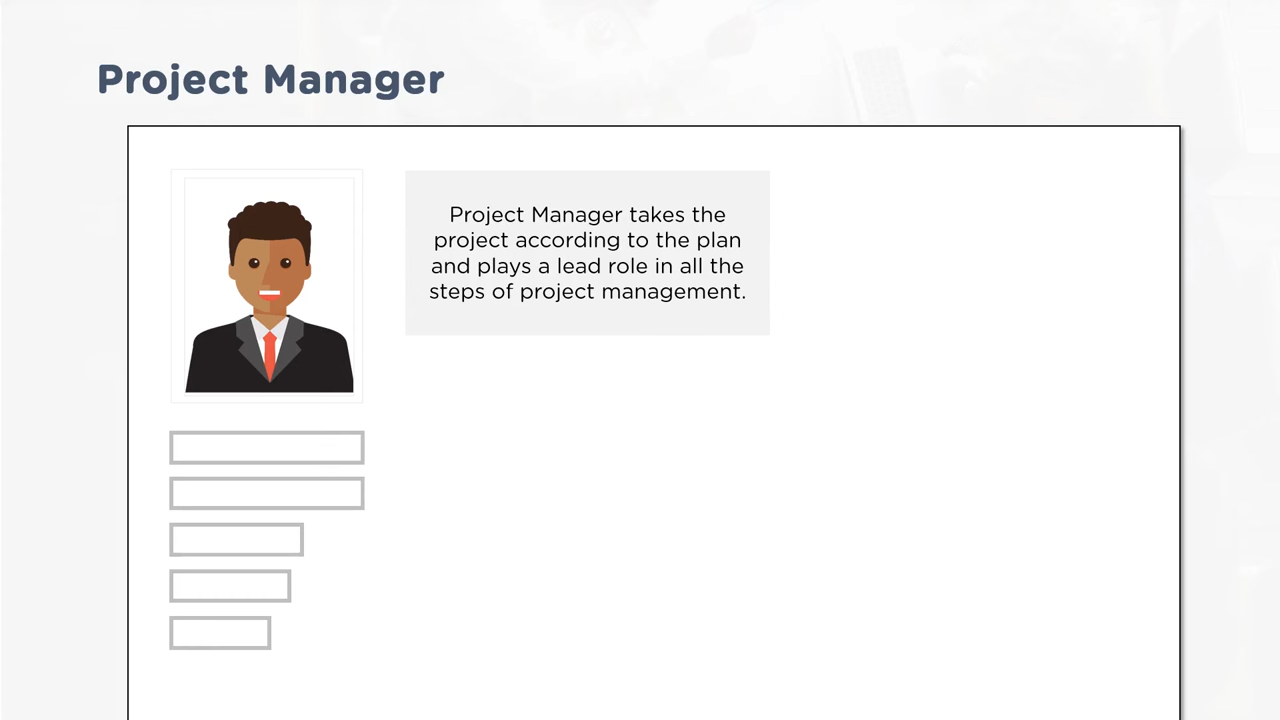 Project Manager
Project Manager takes the
project according to the plan
and plays a lead role in all the
steps of project management.